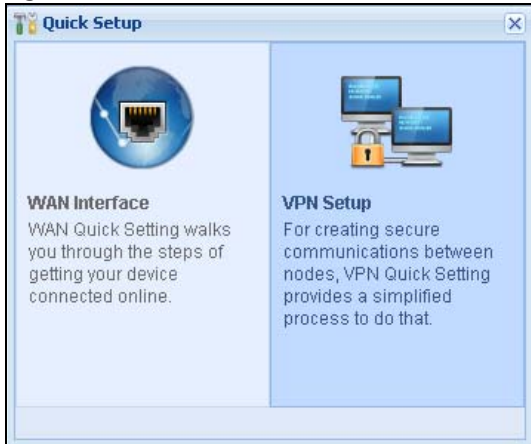 Quick Setup
WAN Interface
WAN Quick Setting walks
you through the steps of
getting your device
connected online.
VPN Setup
For creating secure
communications between
nodes, VPN Quick Setting
provides a simplified
process to do that.